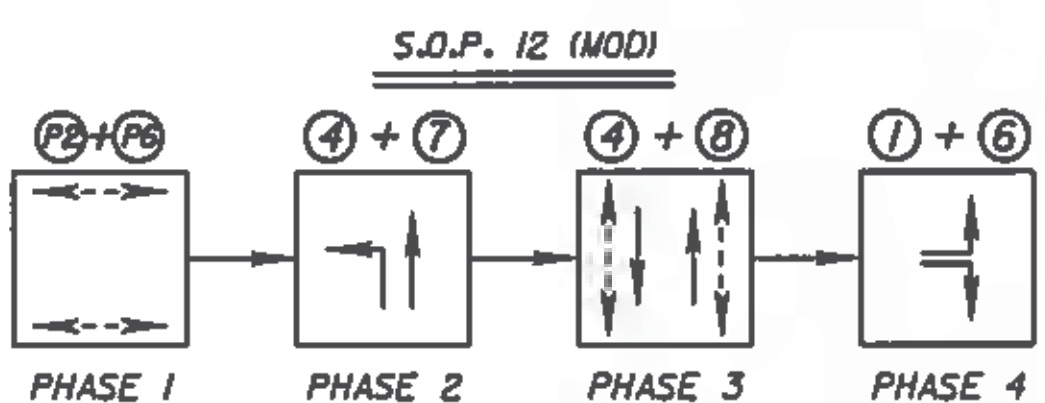 S.O.P. 12 (MOD)
P2+P6 4 + 7 4 + 8 1 + 6
PHASE 1 PHASE 2 PHASE 3 PHASE 4